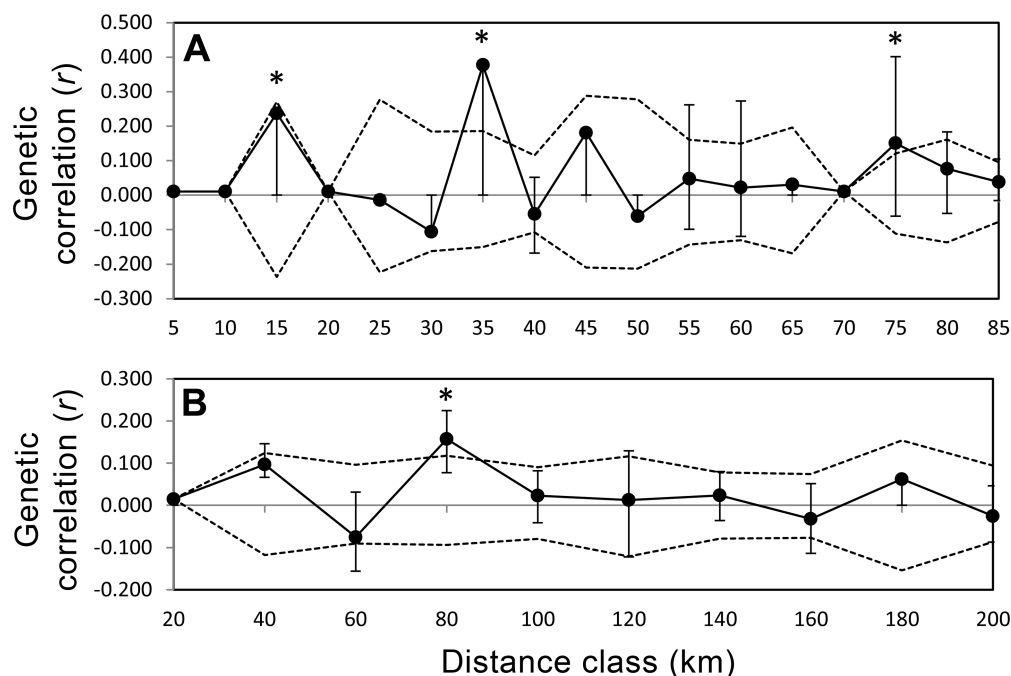 A
Genetic
correlation (r)
0.500
0.400
0.300
0.200
0.100
0.000
-0.100
-0.200
-0.300
* * *
5 10 15 20 25 30 35 40 45 50 55 60 65 70 75 80 85
B
Genetic
correlation (r)
0.300
0.200
0.100
0.000
-0.100
-0.200
*
20 40 60 80 100 120 140 160 180 200
Distance class (km)